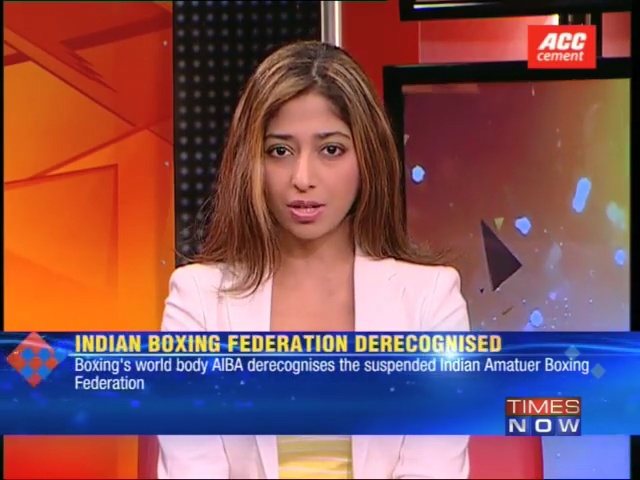 ACC
cement
INDIAN BOXING FEDERATION DERECOGNISED
Boxing's world body AIBA derecognises the suspended Indian Amatuer Boxing
Federation
TIMES
NOW